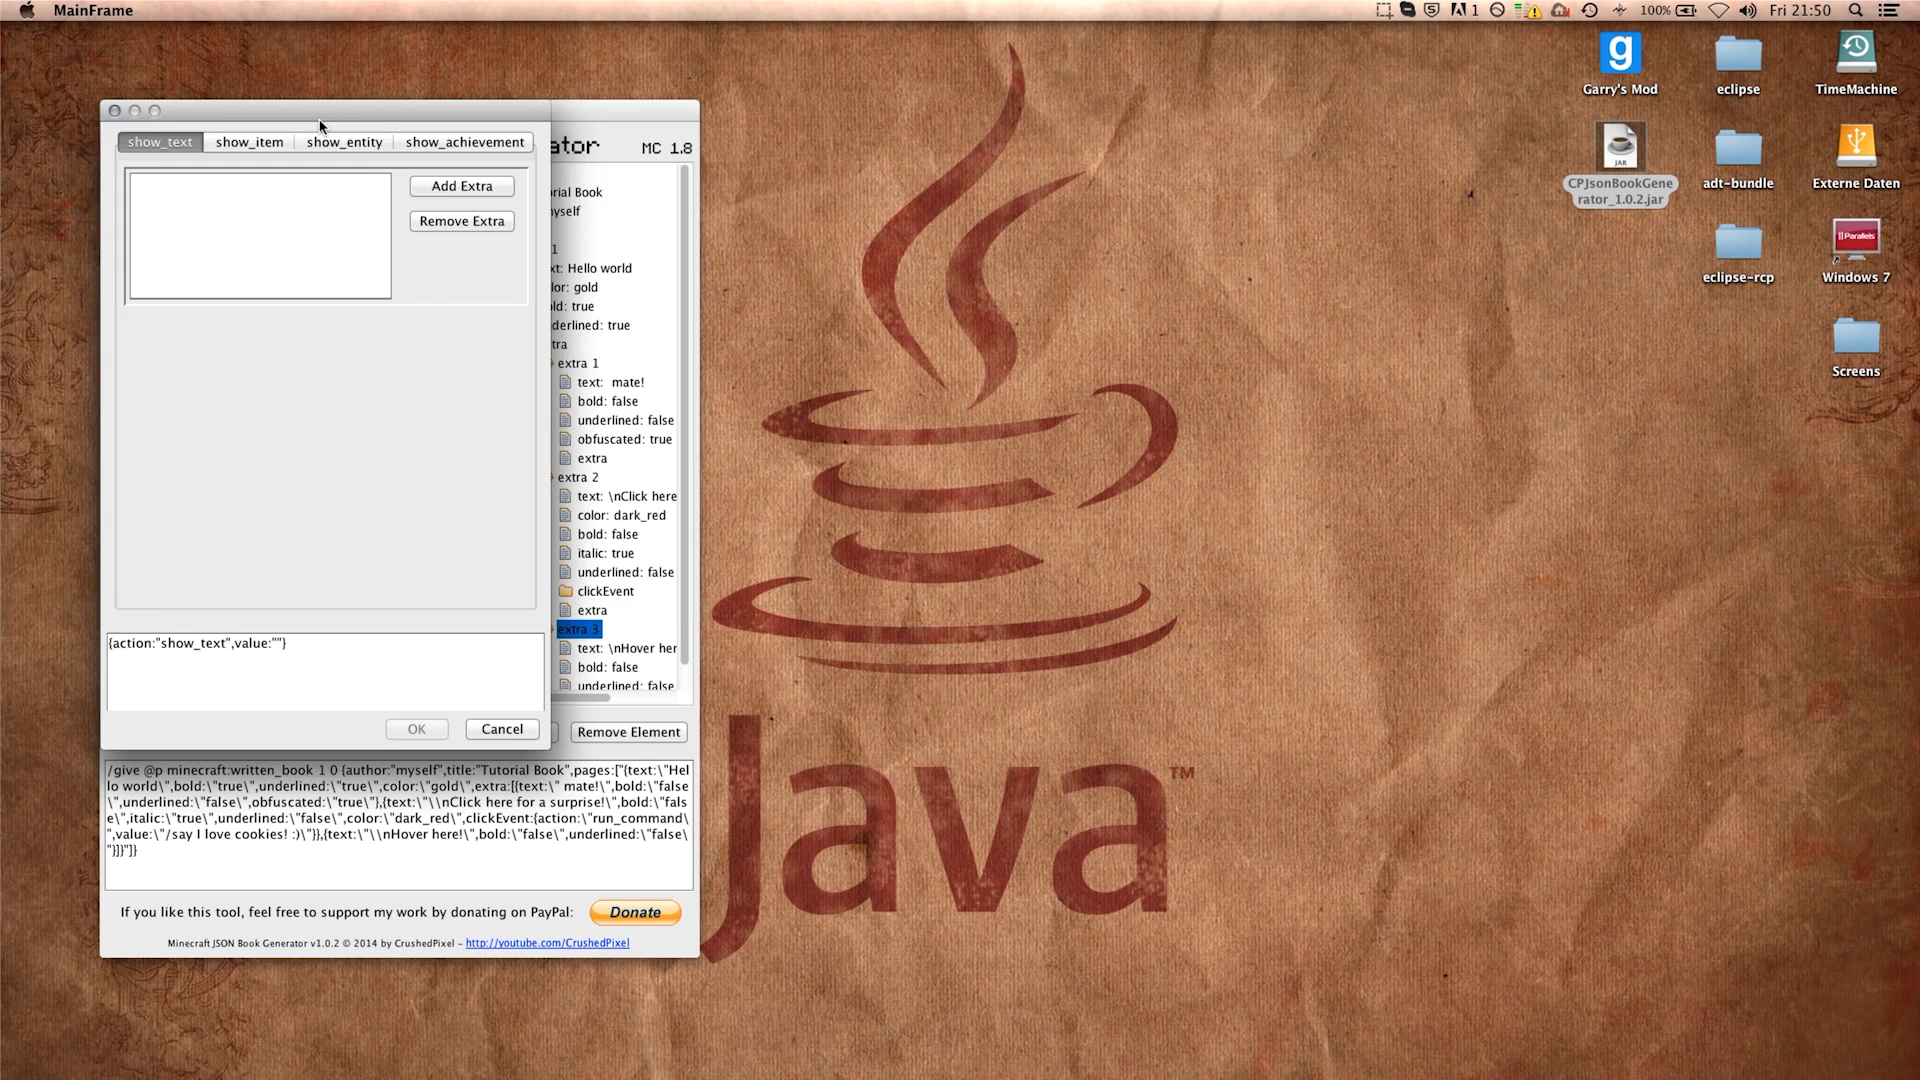 MainFrame
1
100%
Fri 21:50
Garry's Mod
eclipse
TimeMachine
JAR
CPJsonBookGene
rator_1.0.2.jar
adt-bundle
Externe Daten
|| Parallels
eclipse-rcp
Windows 7
Screens
show_text
show_item
show_entity
show_achievement
Add Extra
Remove Extra
ator
MC 1.8
rial Book
yself
1
xt: Hello world
lor: gold
ld: true
derlined: true
tra
extra 1
text:  mate!
bold: false
underlined: false
obfuscated: true
extra
extra 2
text: \nClick here
color: dark_red
bold: false
italic: true
underlined: false
clickEvent
extra
extra 3
text: \nHover her
bold: false
underlined: false
{action:"show_text",value:""}
OK
Cancel
Remove Element
/give @p minecraft:written_book 1 0 {author:"myself",title:"Tutorial Book",pages:["{text:\"Hel
lo world\",bold:\"true\",underlined:\"true\",color:\"gold\",extra:[{text:\" mate!\",bold:\"false
\",underlined:\"false\",obfuscated:\"true\"},{text:\"\\nClick here for a surprise!\",bold:\"fals
e\",italic:\"true\",underlined:\"false\",color:\"dark_red\",clickEvent:{action:\"run_command\
",value:\"/say I love cookies! :)\"}},{text:\"\\nHover here!\",bold:\"false\",underlined:\"false\
"}]}"]}
If you like this tool, feel free to support my work by donating on PayPal:
Donate
Minecraft JSON Book Generator v1.0.2 © 2014 by CrushedPixel - http://youtube.com/CrushedPixel
Java™